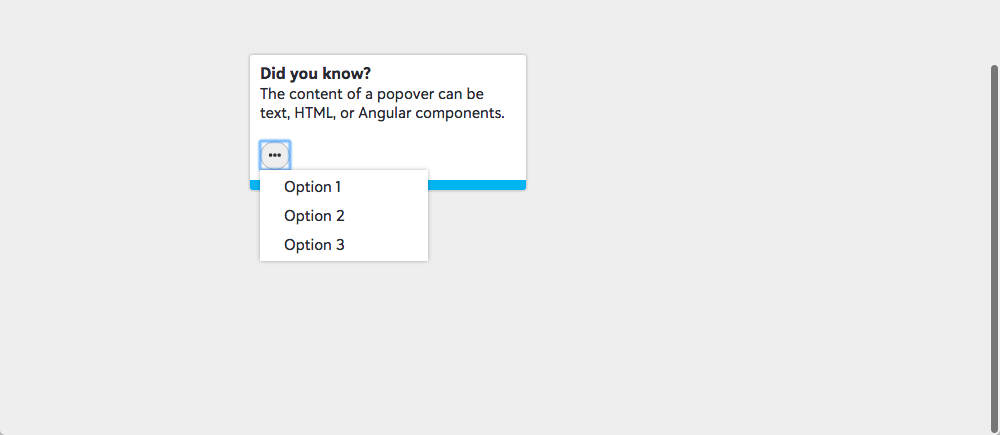 Did you know?
The content of a popover can be
text, HTML, or Angular components.
Option 1
Option 2
Option 3